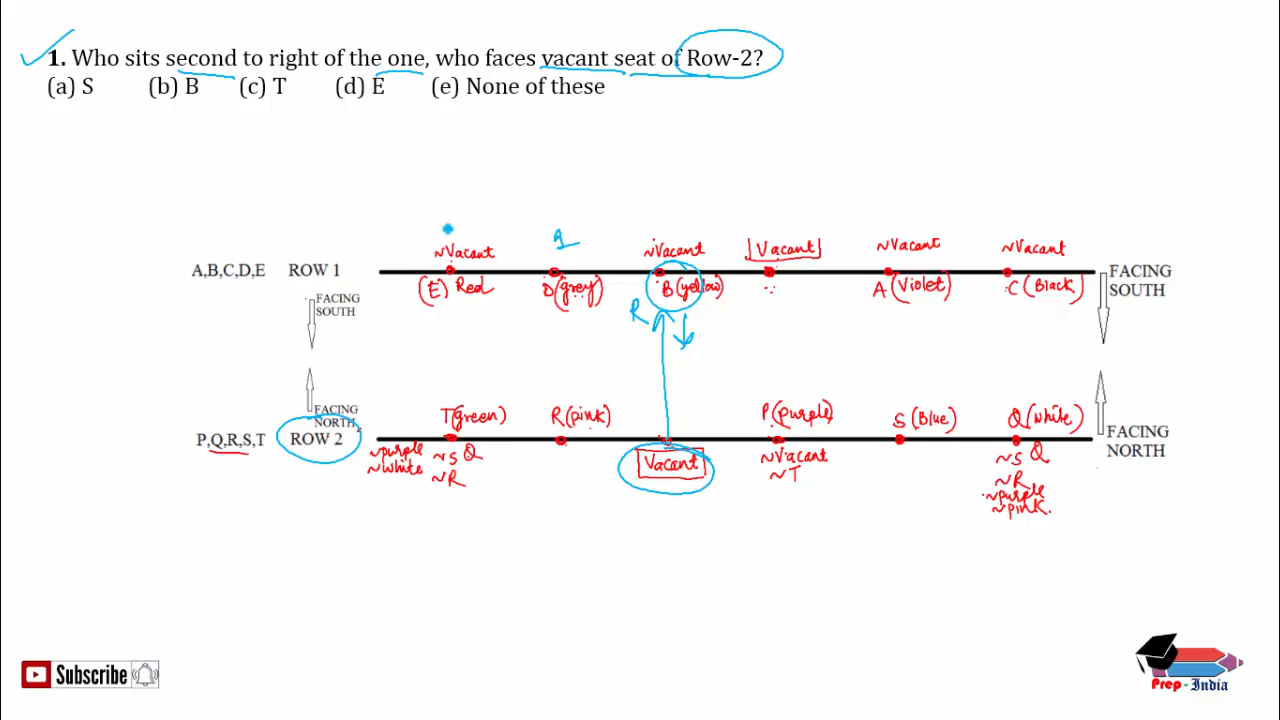 1. Who sits second to right of the one, who faces vacant seat of Row-2?
(a) S (b) B (c) T (d) E (e) None of these
1
~Vacant ~Vacant Vacant ~Vacant ~Vacant
A,B,C,D,E ROW 1 FACING SOUTH
(E) Red D(grey) B(yellow) A(Violet) C(Black)
FACING
SOUTH
R
FACING
NORTH
T(green) R(pink) P(purple) S(Blue) Q(white)
P,Q,R,S,T ROW 2 FACING NORTH
~purple ~S Q Vacant ~Vacant ~S Q
~white ~R ~T ~R
~purple
~pink.
Subscribe
Prep-India